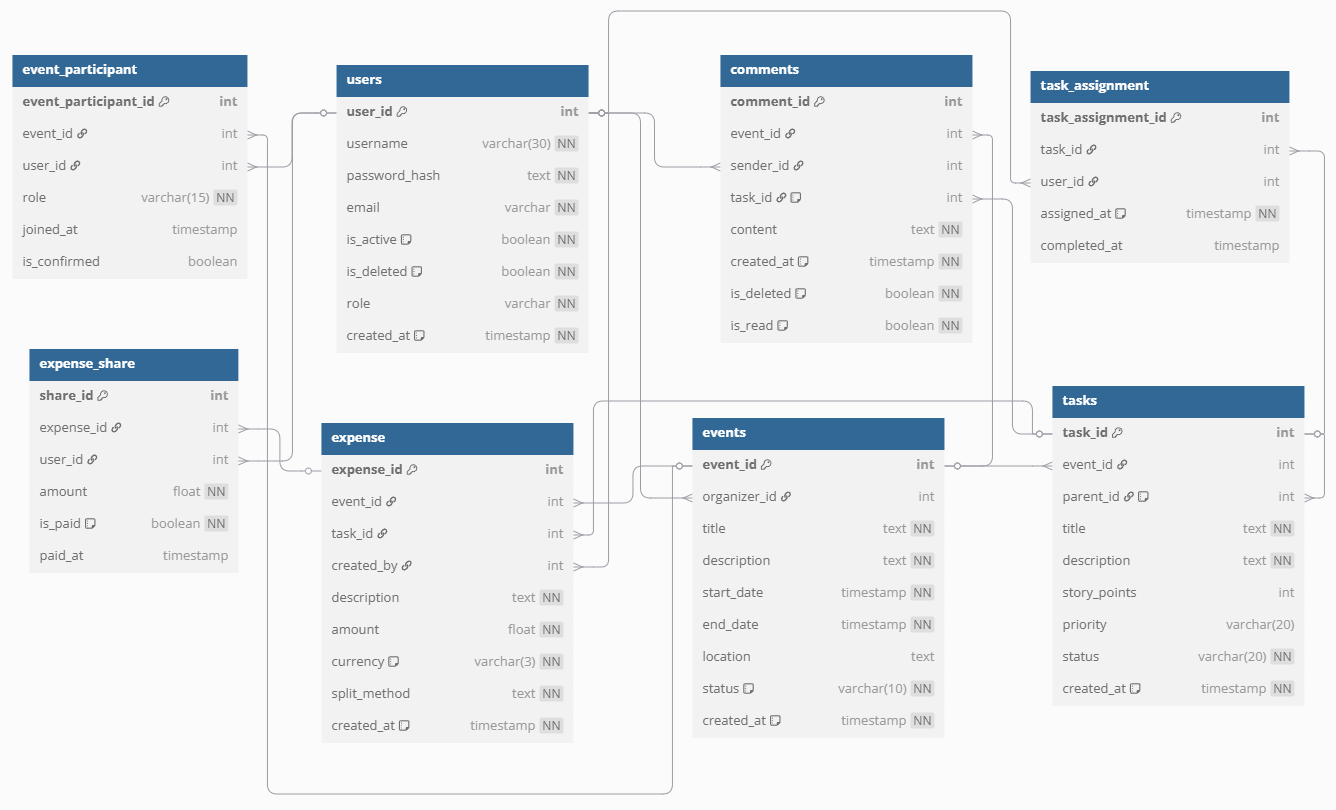 event_participant
event_participant_id int
event_id int
user_id int
role varchar(15) NN
joined_at timestamp
is_confirmed boolean
users
user_id int
username varchar(30) NN
password_hash text NN
email varchar NN
is_active boolean NN
is_deleted boolean NN
role varchar NN
created_at timestamp NN
comments
comment_id int
event_id int
sender_id int
task_id int
content text NN
created_at timestamp NN
is_deleted boolean NN
is_read boolean NN
task_assignment
task_assignment_id int
task_id int
user_id int
assigned_at timestamp NN
completed_at timestamp
expense_share
share_id int
expense_id int
user_id int
amount float NN
is_paid boolean NN
paid_at timestamp
expense
expense_id int
event_id int
task_id int
created_by int
description text NN
amount float NN
currency varchar(3) NN
split_method text NN
created_at timestamp NN
events
event_id int
organizer_id int
title text NN
description text NN
start_date timestamp NN
end_date timestamp NN
location text
status varchar(10) NN
created_at timestamp NN
tasks
task_id int
event_id int
parent_id int
title text NN
description text NN
story_points int
priority varchar(20)
status varchar(20) NN
created_at timestamp NN